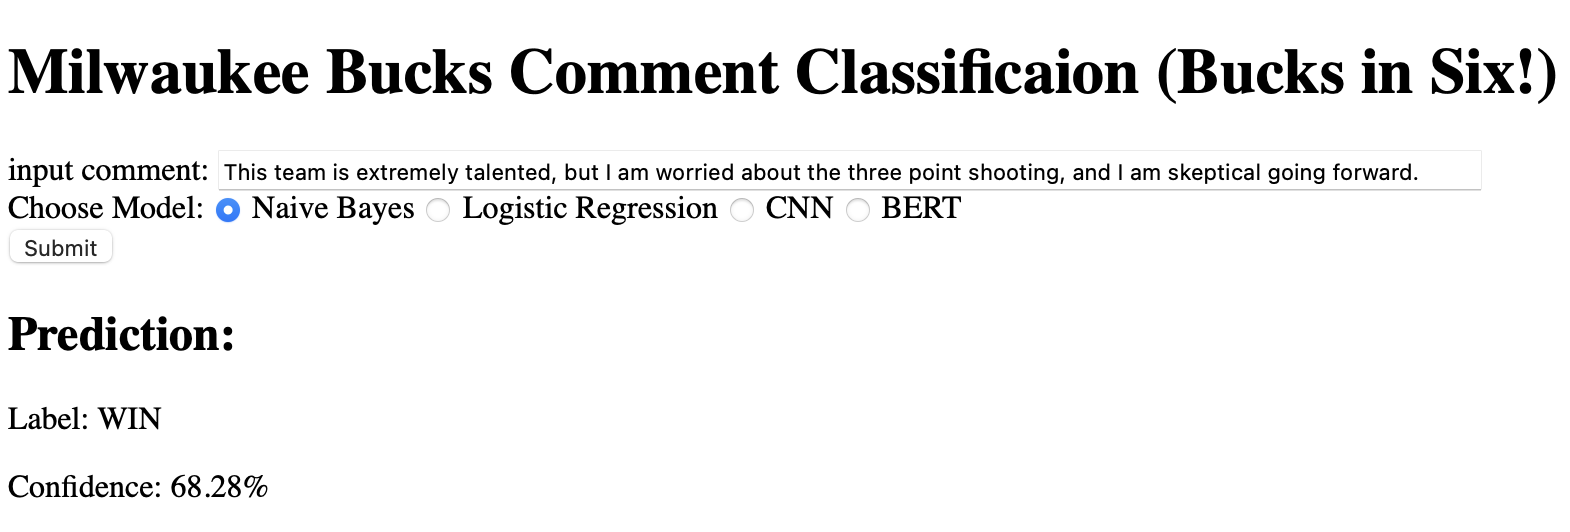 Milwaukee Bucks Comment Classificaion (Bucks in Six!)
input comment: This team is extremely talented, but I am worried about the three point shooting, and I am skeptical going forward.
Choose Model: Naive Bayes Logistic Regression CNN BERT
Submit
Prediction:
Label: WIN
Confidence: 68.28%